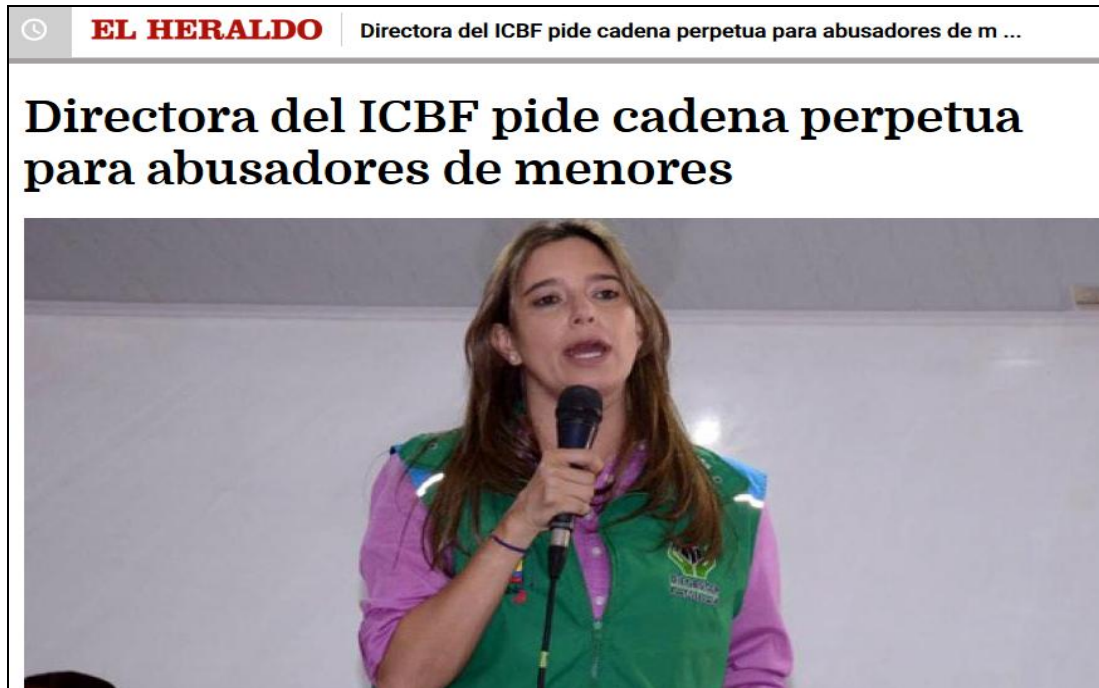 EL HERALDO
Directora del ICBF pide cadena perpetua para abusadores de m ...
Directora del ICBF pide cadena perpetua
para abusadores de menores